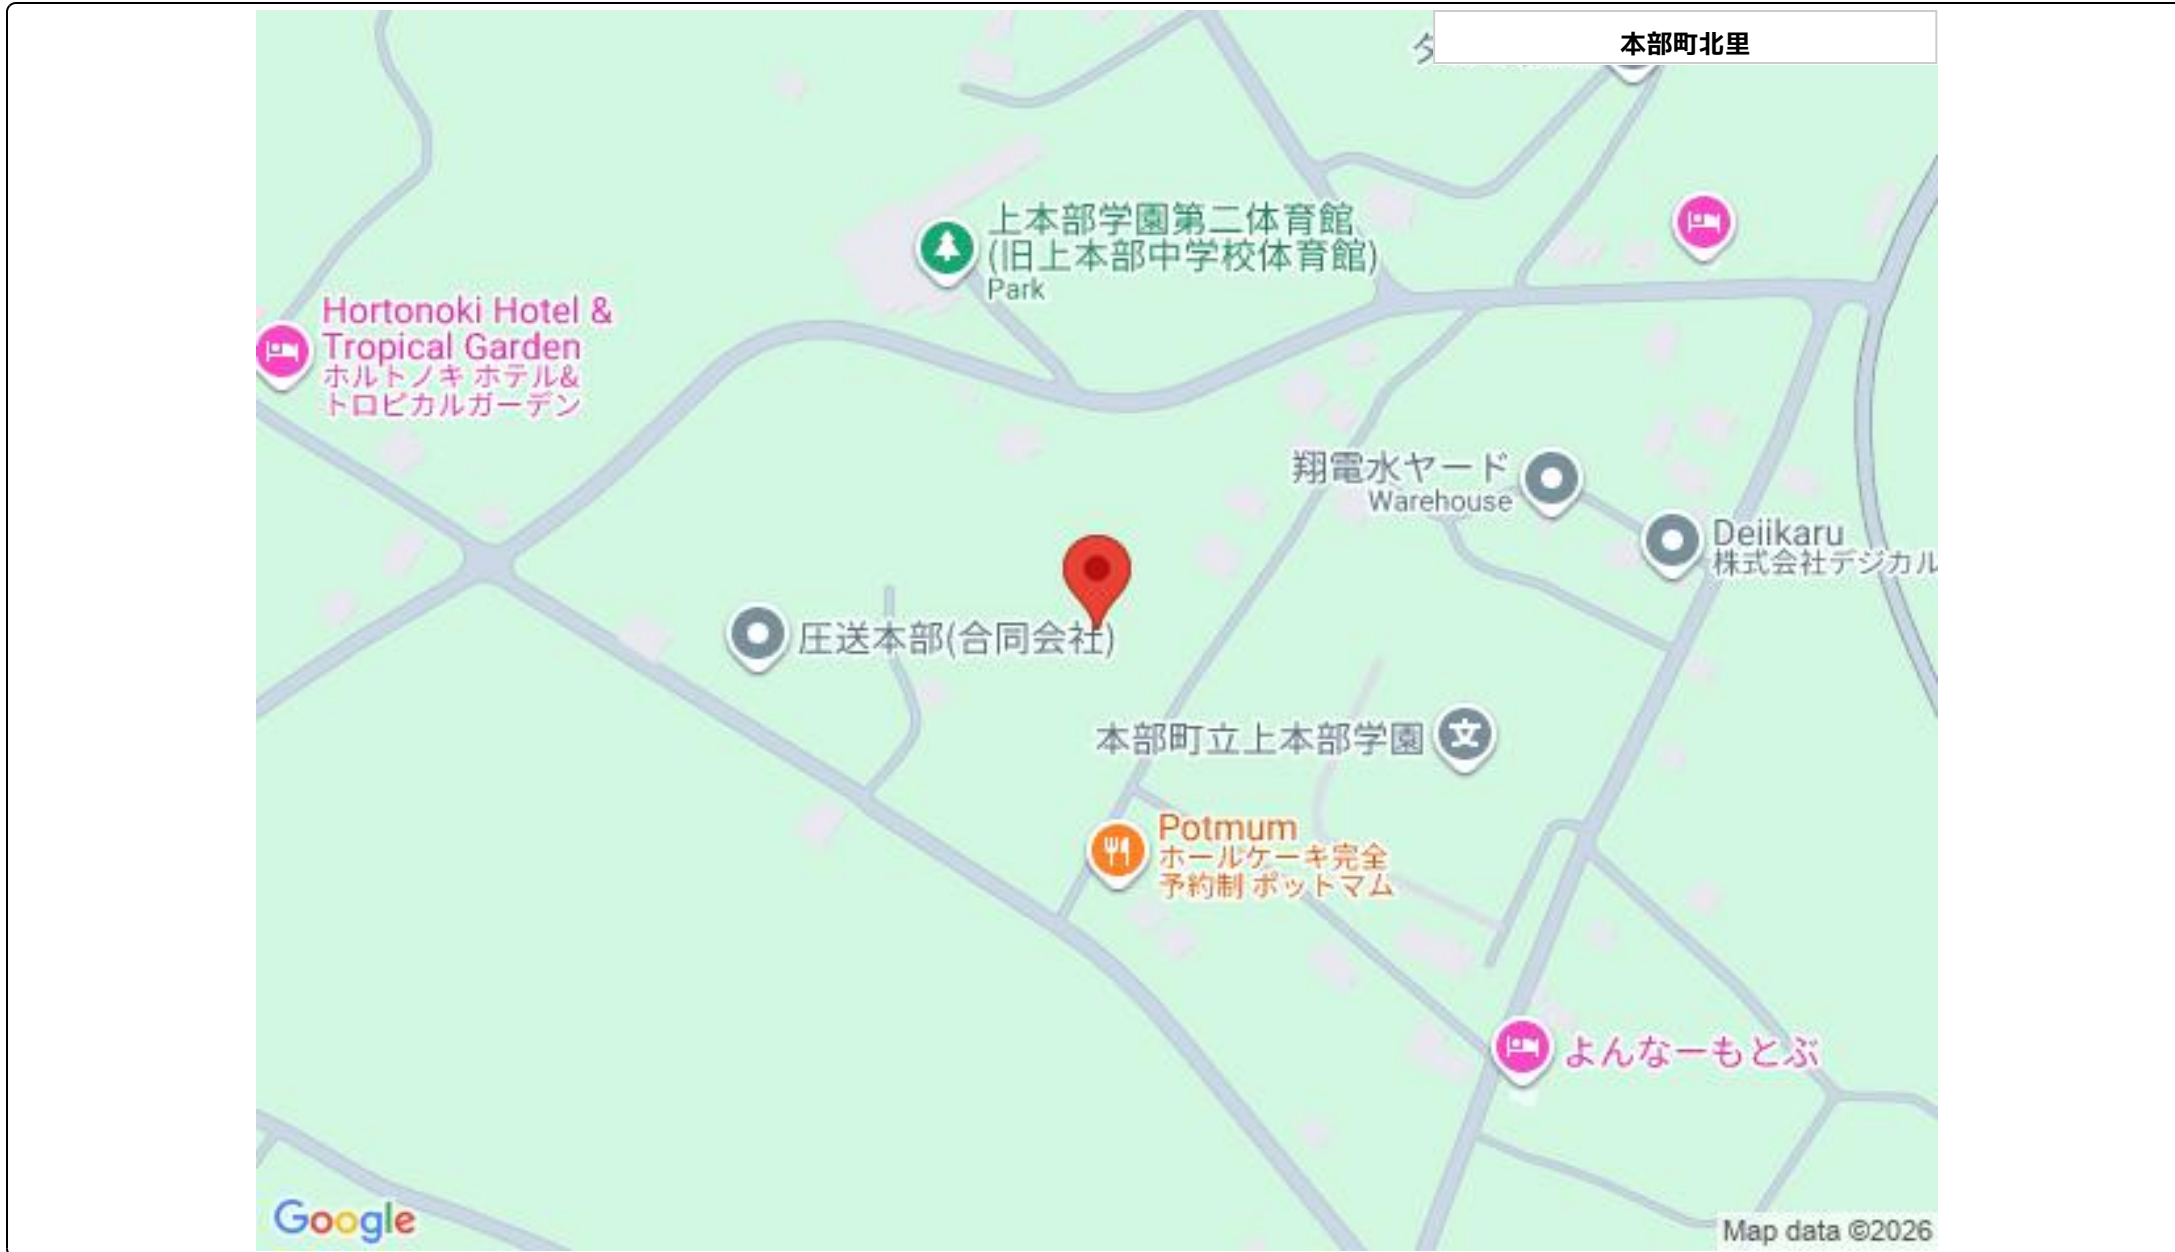 本部町北里
上本部学園第二体育館
(旧上本部中学校体育館)
Park
Hortonoki Hotel &
Tropical Garden
ホルトノキ ホテル&
トロピカルガーデン
翔電水ヤード
Warehouse
Deiikaru
株式会社デジカル
圧送本部(合同会社)
本部町立上本部学園
文
Potmum
ホールケーキ完全
予約制 ポットマム
よんなーもとぶ
Google
Map data ©2026